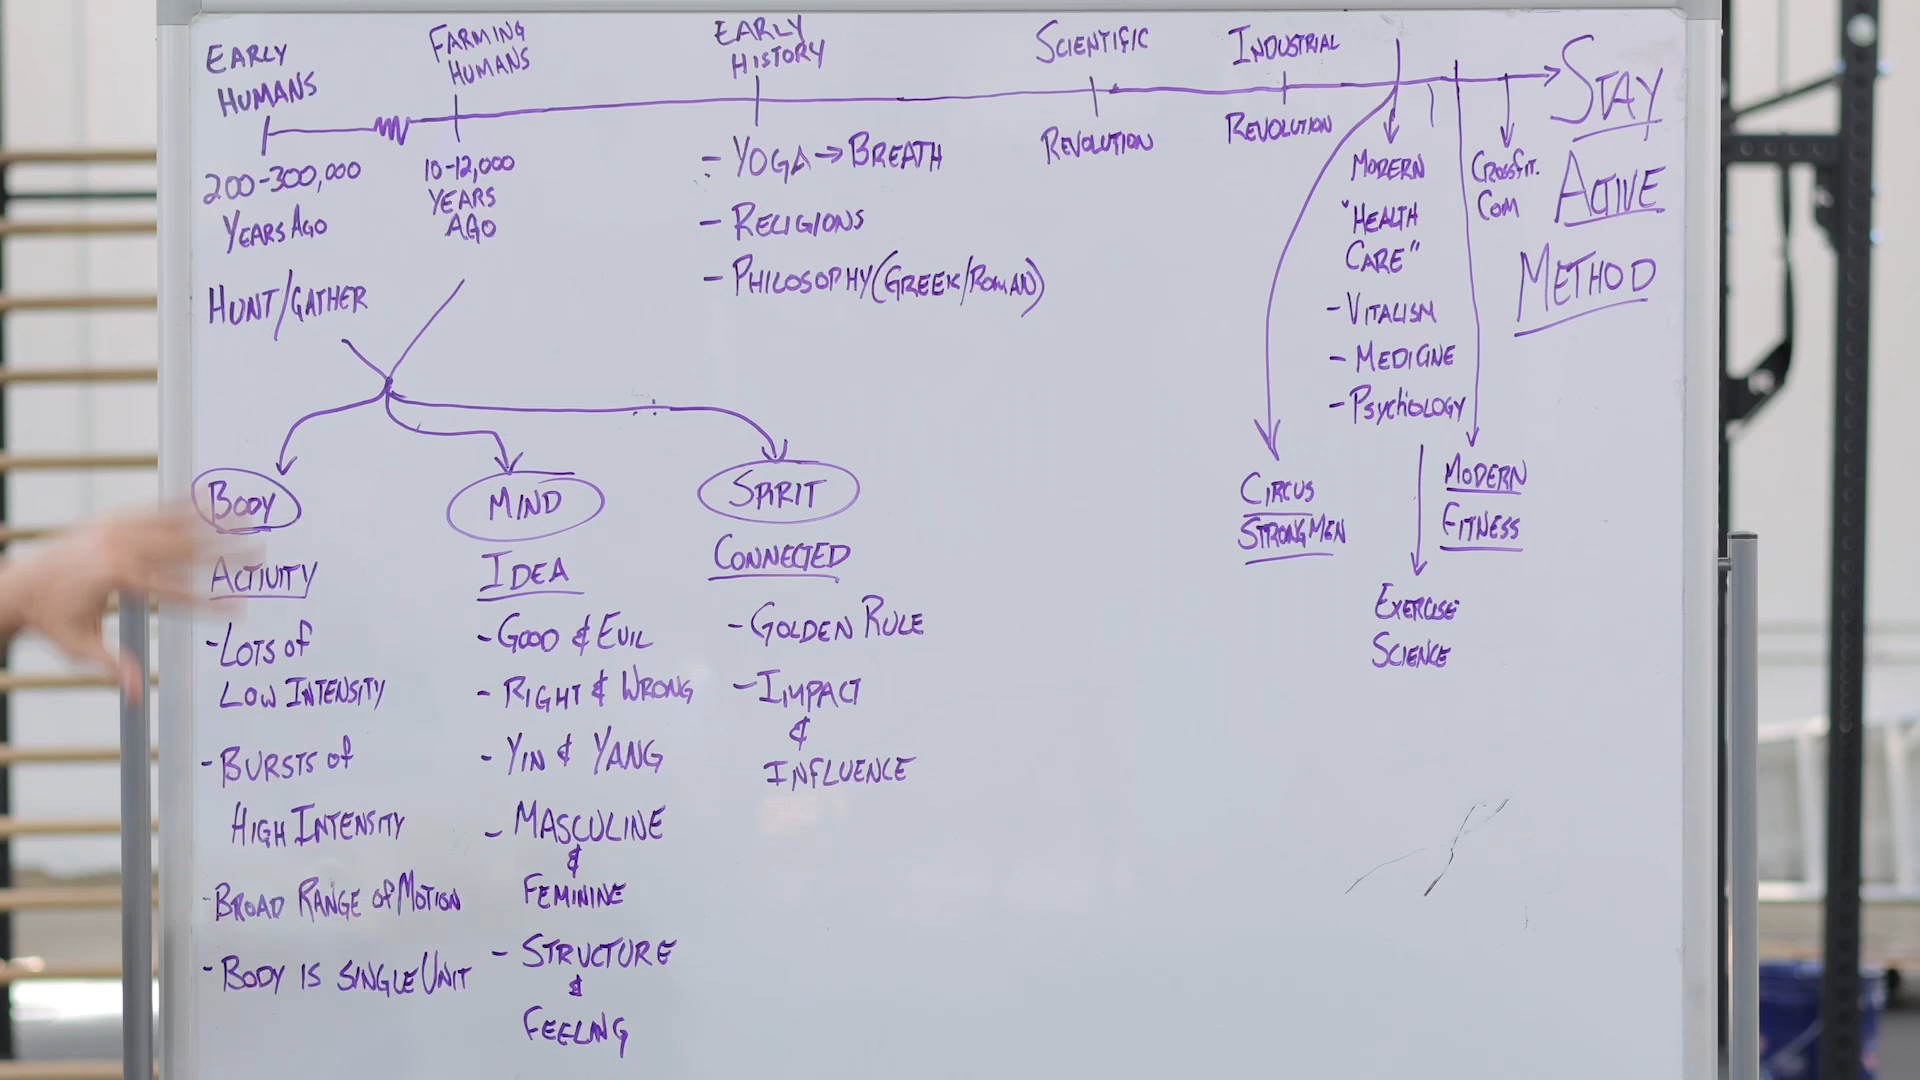 EARLY
HUMANS
200-300,000
YEARS AGO
HUNT/GATHER
FARMING
HUMANS
10-12,000
YEARS
AGO
EARLY
HISTORY
- YOGA → BREATH
- RELIGIONS
- PHILOSOPHY (GREEK/ROMAN)
SCIENTIFIC
REVOLUTION
INDUSTRIAL
REVOLUTION
MODERN
"HEALTH
CARE"
- VITALISM
- MEDICINE
- PSYCHOLOGY
CROSSFIT.
COM
STAY
ACTIVE
METHOD
CIRCUS
STRONGMEN
MODERN
FITNESS
EXERCISE
SCIENCE
BODY
ACTIVITY
- LOTS OF
LOW INTENSITY
- BURSTS OF
HIGH INTENSITY
- BROAD RANGE OF MOTION
- BODY IS SINGLE UNIT
MIND
IDEA
- GOOD & EVIL
- RIGHT & WRONG
- YIN & YANG
- MASCULINE
&
FEMININE
- STRUCTURE
&
FEELING
SPIRIT
CONNECTED
- GOLDEN RULE
- IMPACT
&
INFLUENCE